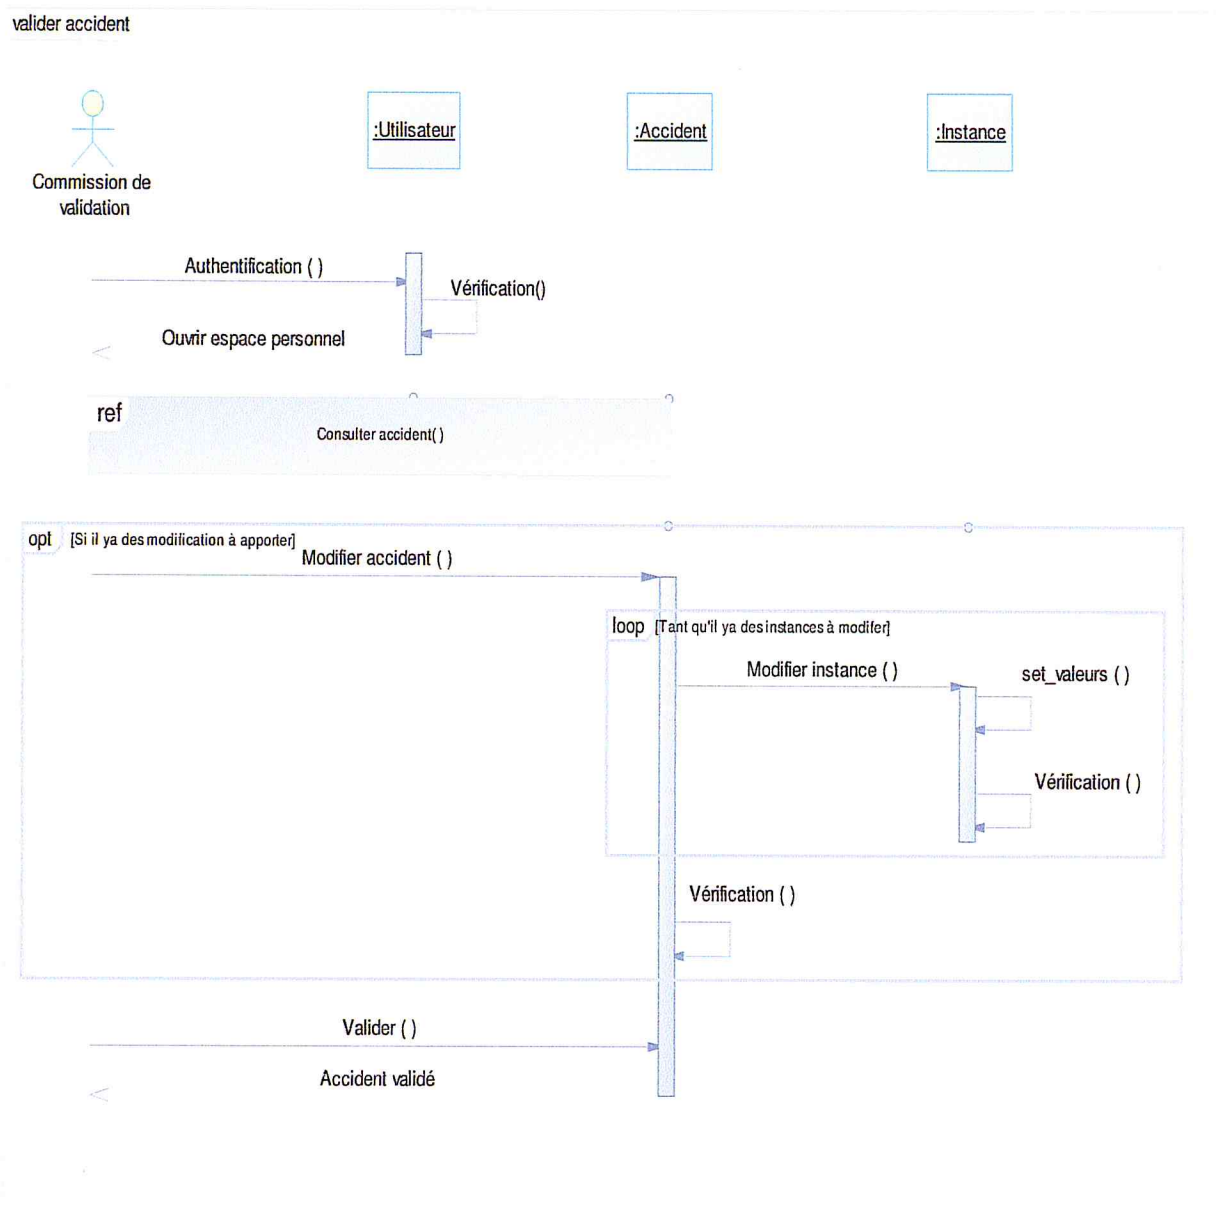 valider accident
:Utilisateur
:Accident
:Instance
Commission de
validation
Authentification ( )
Vérification()
Ouvrir espace personnel
ref
Consulter accident( )
opt [Si il ya des modification à apporter]
Modifier accident ( )
loop [Tant qu'il ya des instances à modifer]
Modifier instance ( )
set_valeurs ( )
Vérification ( )
Vérification ( )
Valider ( )
Accident validé